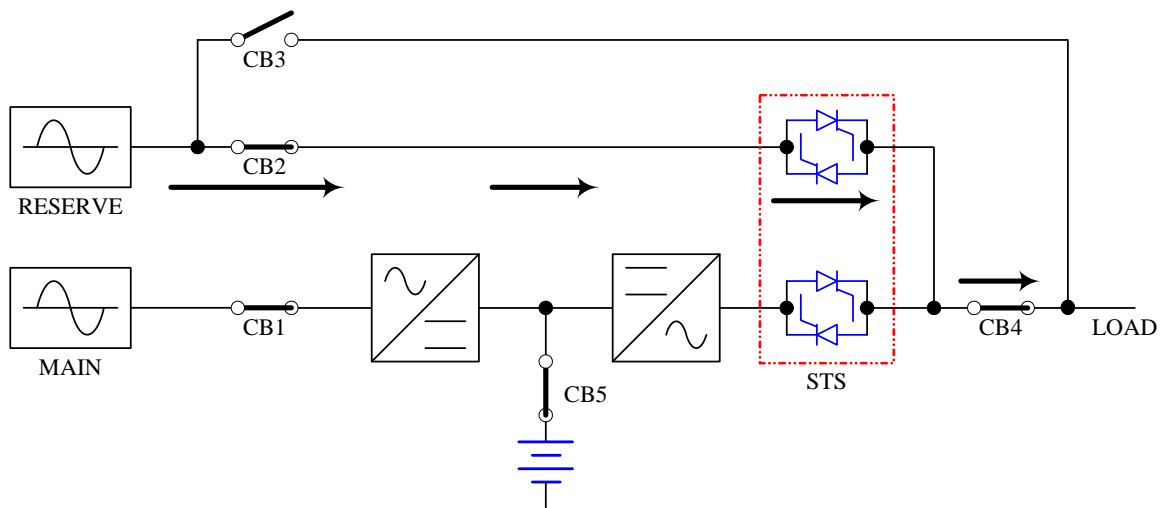 CB3
CB2
RESERVE
CB1
MAIN
CB5
STS
CB4
LOAD